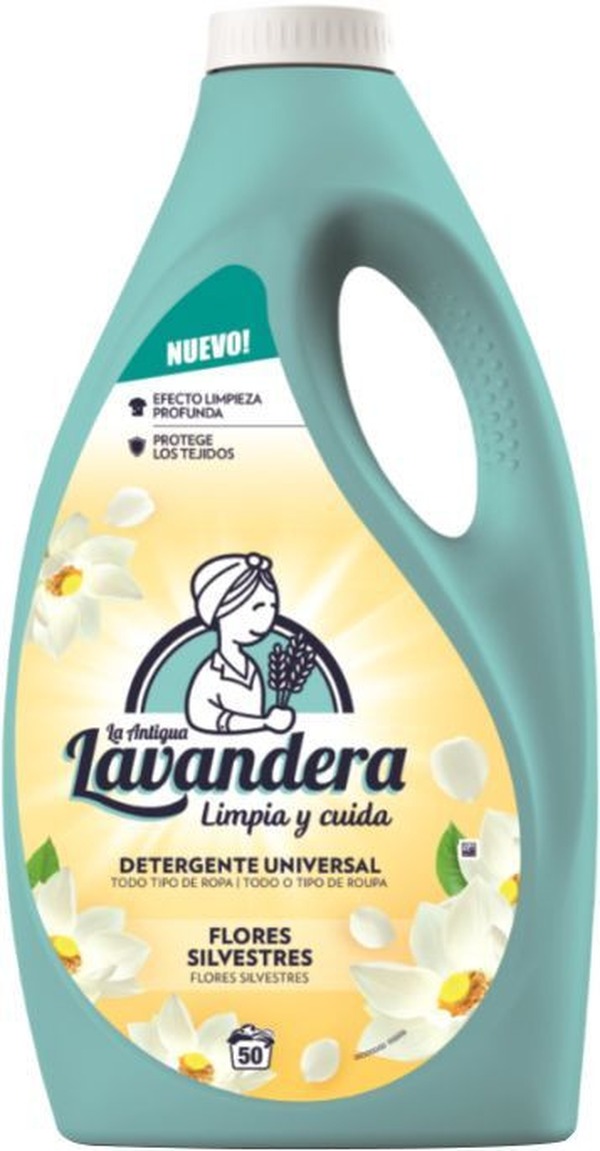 NUEVO!
EFECTO LIMPIEZA
PROFUNDA
PROTEGE
LOS TEJIDOS
La Antigua
Lavandera
Limpia y cuida
DETERGENTE UNIVERSAL
TODO TIPO DE ROPA | TODO O TIPO DE ROUPA
FLORES
SILVESTRES
FLORES SILVESTRES
50